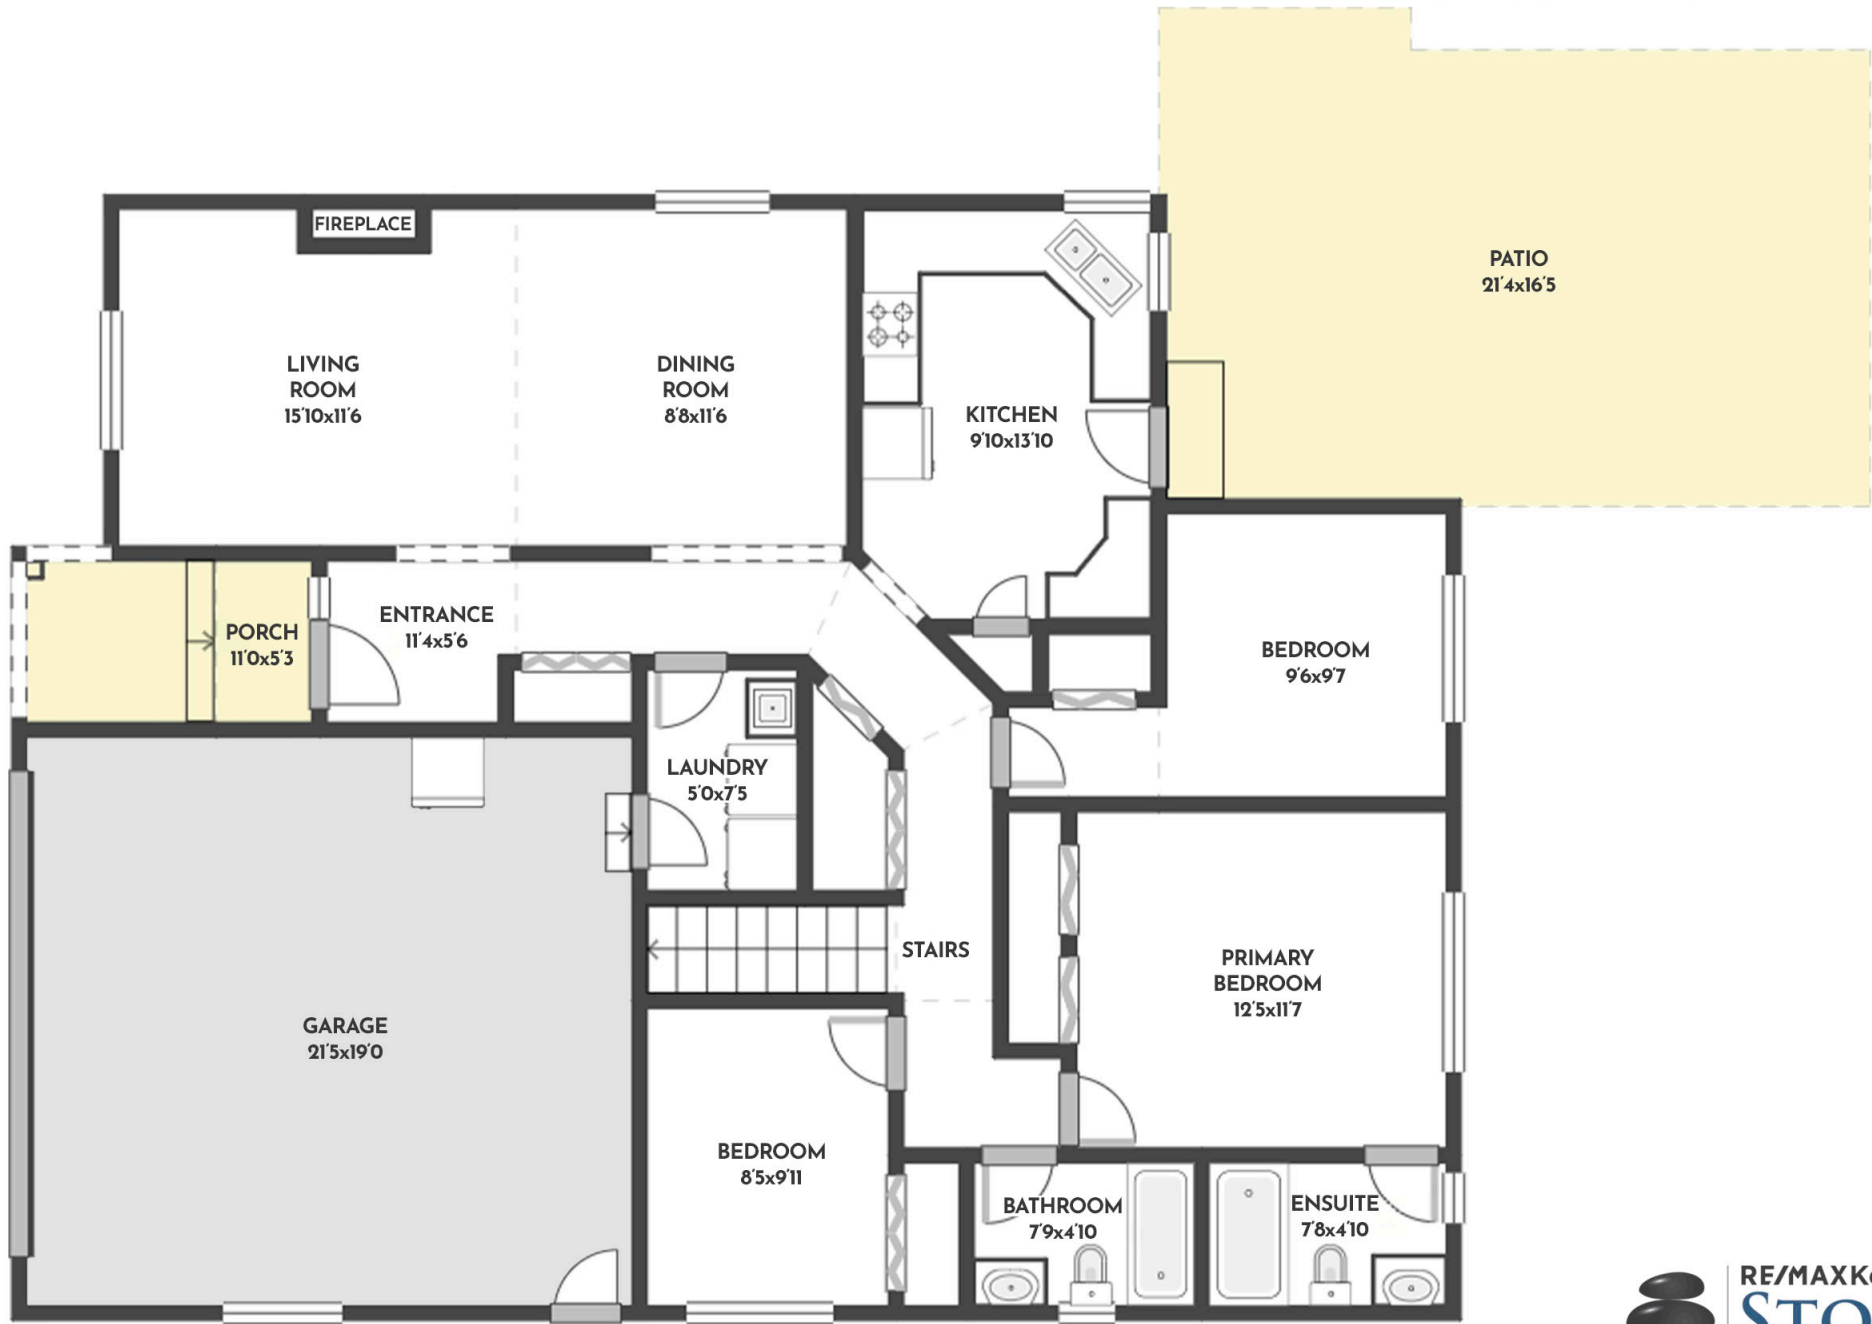 FIREPLACE
PATIO
21'4x16'5
LIVING
ROOM
15'10x11'6
DINING
ROOM
8'8x11'6
KITCHEN
9'10x13'10
ENTRANCE
11'4x5'6
PORCH
11'0x5'3
BEDROOM
9'6x9'7
LAUNDRY
5'0x7'5
STAIRS
PRIMARY
BEDROOM
12'5x11'7
GARAGE
21'5x19'0
BEDROOM
8'5x9'11
BATHROOM
7'9x4'10
ENSUITE
7'8x4'10
RE/MAX